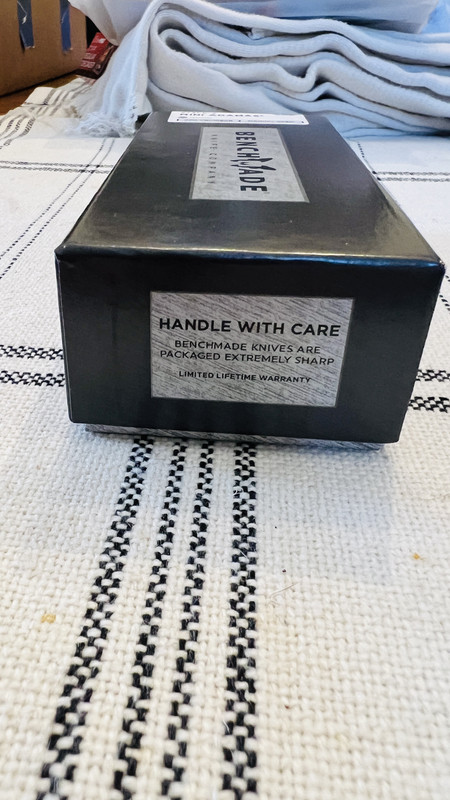 BENCHMADE
KNIFE COMPANY
HANDLE WITH CARE
BENCHMADE KNIVES ARE
PACKAGED EXTREMELY SHARP
LIMITED LIFETIME WARRANTY